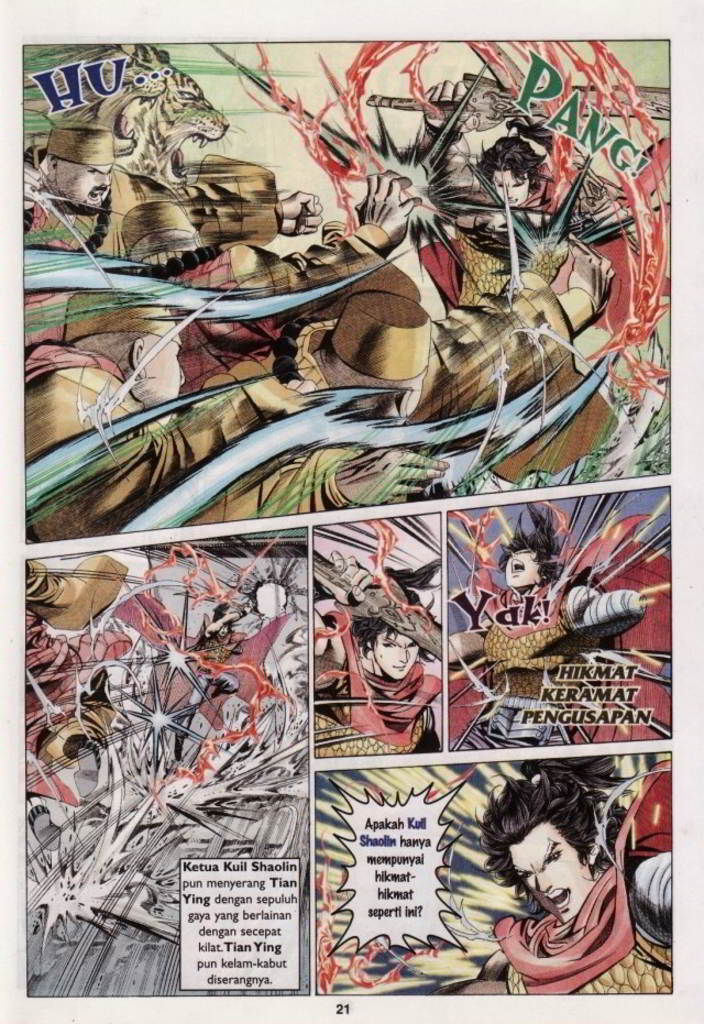 HU...
PANG!
Ketua Kuil Shaolin
pun menyerang Tian
Ying dengan sepuluh
gaya yang berlainan
dengan secepat
kilat.Tian Ying
pun kelam-kabut
diserangnya.
Yak!
HIKMAT
KERAMAT
PENGUSAPAN
Apakah Kuil
Shaolin hanya
mempunyai
hikmat-
hikmat
seperti ini?
21